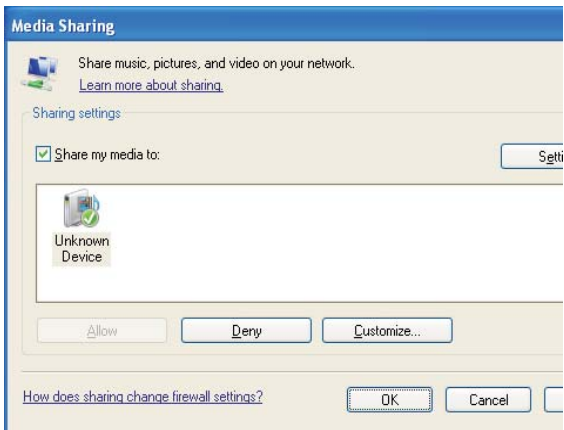 Media Sharing
Share music, pictures, and video on your network.
Learn more about sharing.
Sharing settings
Share my media to:
Unknown
Device
Allow
Deny
Customize...
How does sharing change firewall settings?
OK
Cancel